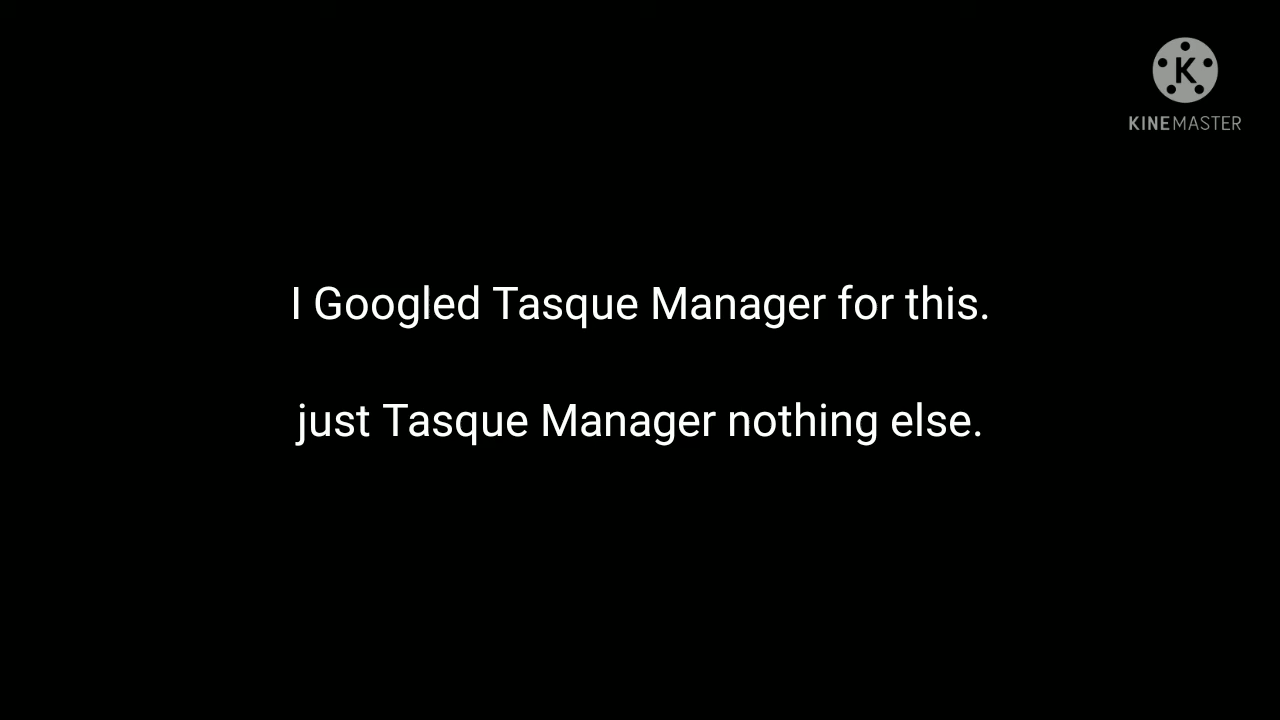 K
KINEMASTER
I Googled Tasque Manager for this.
just Tasque Manager nothing else.